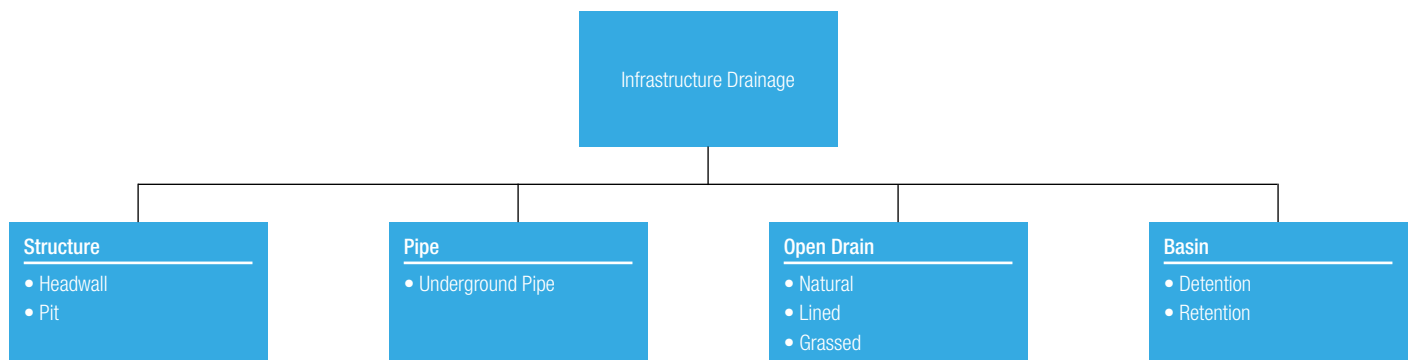 Infrastructure Drainage
Structure
• Headwall
• Pit
Pipe
• Underground Pipe
Open Drain
• Natural
• Lined
• Grassed
Basin
• Detention
• Retention